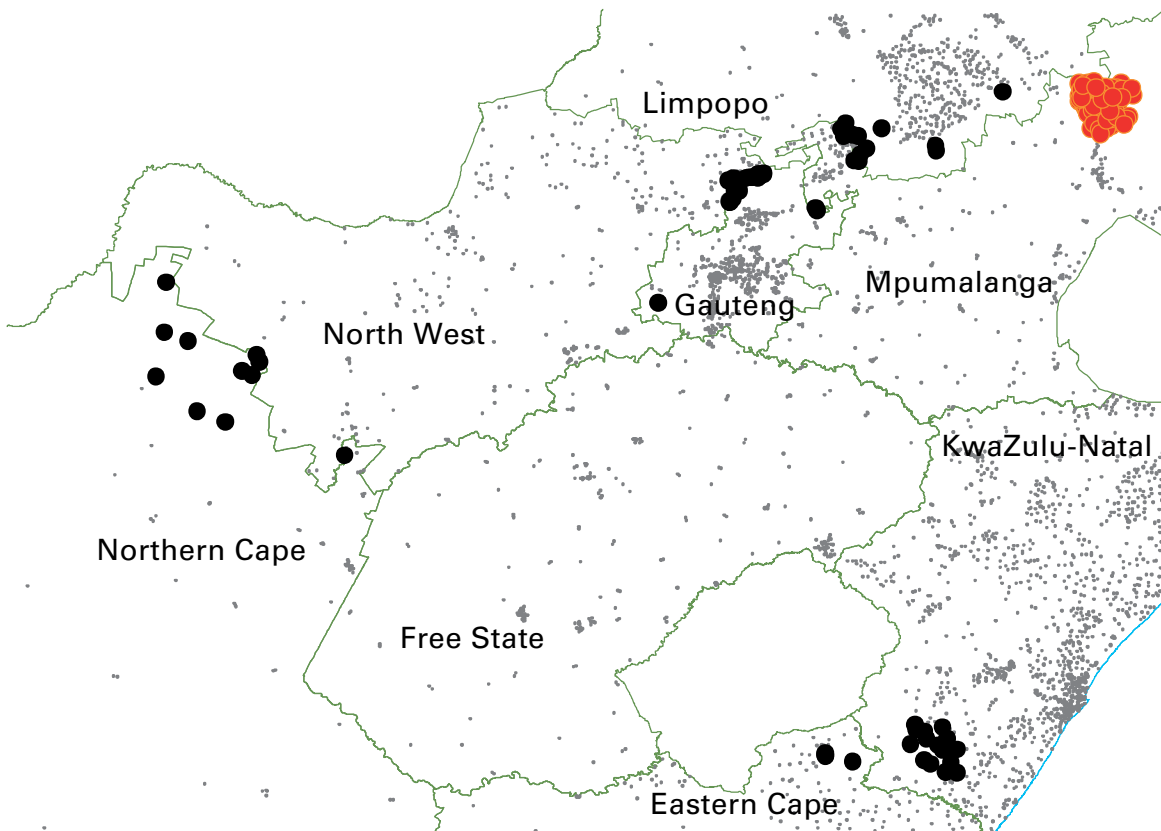 Limpopo
Mpumalanga
Gauteng
North West
KwaZulu-Natal
Northern Cape
Free State
Eastern Cape